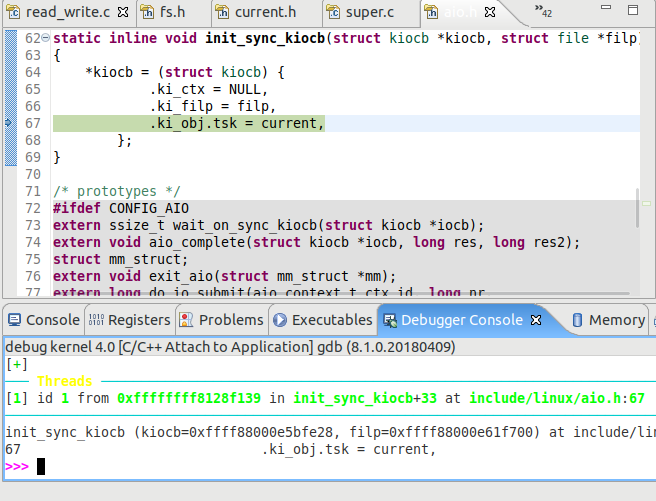 read_write.c fs.h current.h super.c aio.h »42
62 static inline void init_sync_kiocb(struct kiocb *kiocb, struct file *filp)
63 {
64 *kiocb = (struct kiocb) {
65 .ki_ctx = NULL,
66 .ki_filp = filp,
67 .ki_obj.tsk = current,
68 };
69 }
70
71 /* prototypes */
72 #ifdef CONFIG_AIO
73 extern ssize_t wait_on_sync_kiocb(struct kiocb *iocb);
74 extern void aio_complete(struct kiocb *iocb, long res, long res2);
75 struct mm_struct;
76 extern void exit_aio(struct mm_struct *mm);
77 extern long do_io_submit(aio_context_t ctx_id, long nr,
Console Registers Problems Executables Debugger Console Memory
debug kernel 4.0 [C/C++ Attach to Application] gdb (8.1.0.20180409)
[+]
Threads
[1] id 1 from 0xffffffff8128f139 in init_sync_kiocb+33 at include/linux/aio.h:67
init_sync_kiocb (kiocb=0xffff88000e5bfe28, filp=0xffff88000e61f700) at include/lin
67 .ki_obj.tsk = current,
>>>